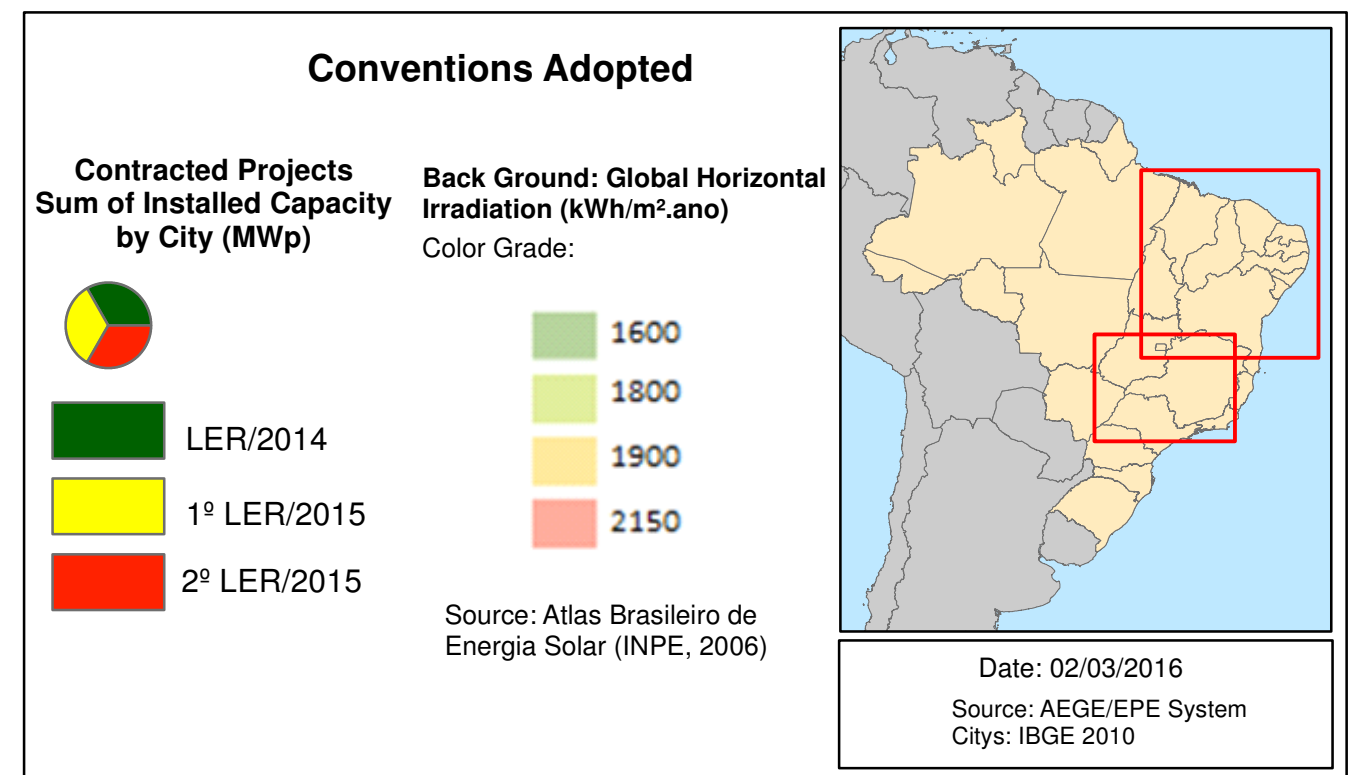 Conventions Adopted
Contracted Projects
Sum of Installed Capacity
by City (MWp)
LER/2014
1º LER/2015
2º LER/2015
Back Ground: Global Horizontal
Irradiation (kWh/m².ano)
Color Grade:
1600
1800
1900
2150
Source: Atlas Brasileiro de
Energia Solar (INPE, 2006)
Date: 02/03/2016
Source: AEGE/EPE System
Citys: IBGE 2010